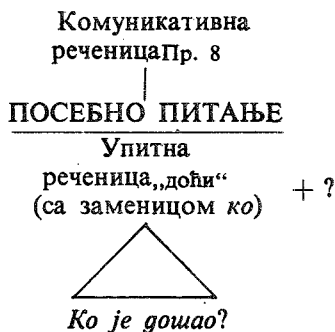 Комуникативна
реченицаПр. 8
ПОСЕБНО ПИТАЊЕ
Упитна
реченица„доћи“
(са заменицом ко)
+ ?
Ко је дошао?